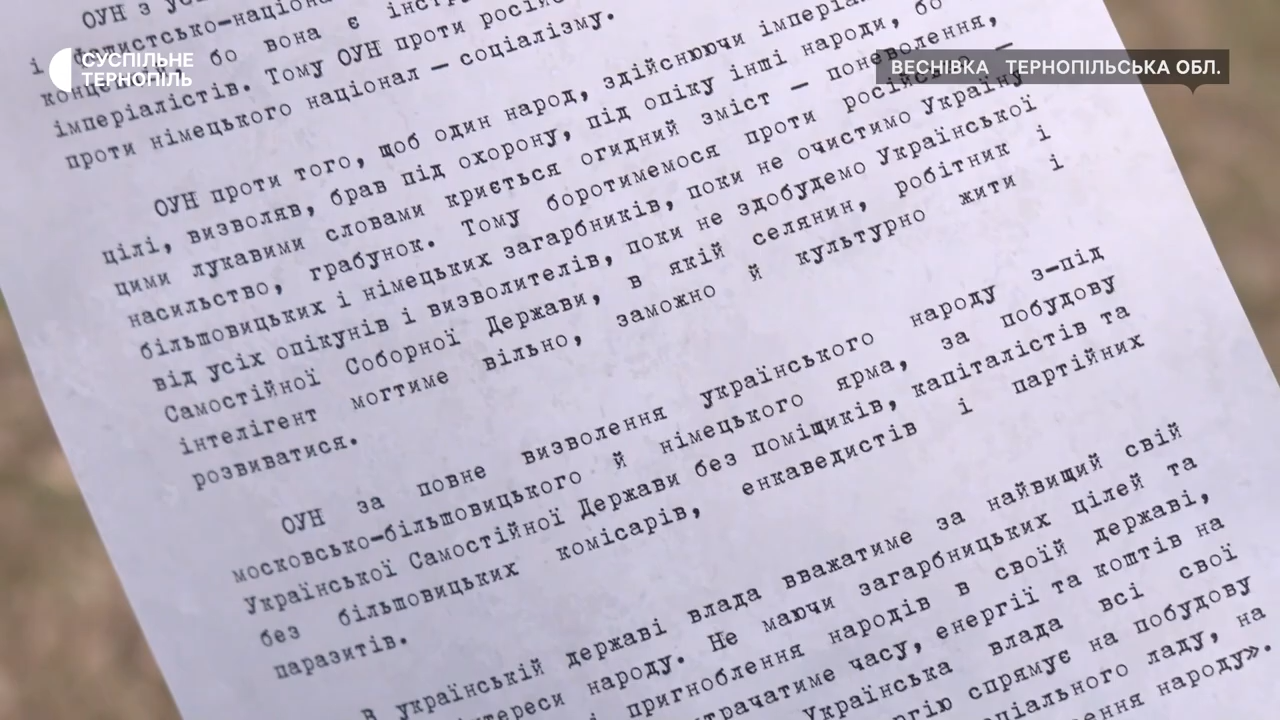 СУСПІЛЬНЕ
ТЕРНОПІЛЬ
ВЕСНІВКА ТЕРНОПІЛЬСЬКА ОБЛ.
ОУН з
і
бо вона є
імперіалістів. Тому ОУН проти
проти німецького націонал — соціалізму.
ОУН проти того, щоб один народ, здійснюючи
цілі, визволяв, брав під охорону, під опіку інші народи, бо
цими лукавими словами криється огидний зміст — поневолення,
насильство, грабунок. Тому боротимемося проти російсько —
більшовицьких і німецьких загарбників, поки не очистимо Україну
від усіх опікунів і визволителів, поки не здобудемо Української
Самостійної Соборної Держави, в якій селянин, робітник і
інтелігент могтиме вільно, заможно й культурно жити і
розвиватися.
ОУН за повне визволення українського народу з-під
московсько-більшовицького й німецького ярма, за побудову
Української Самостійної Держави без поміщиків, капіталістів та
без більшовицьких комісарів, енкаведистів і партійних
паразитів.
В українській державі влада вважатиме за найвищий свій
народу. Не маючи загарбницьких цілей та
пригноблення народів в своїй державі,
часу, енергії та коштів на
Українська влада всі свої
спрямує на побудову
ладу, на
народу».